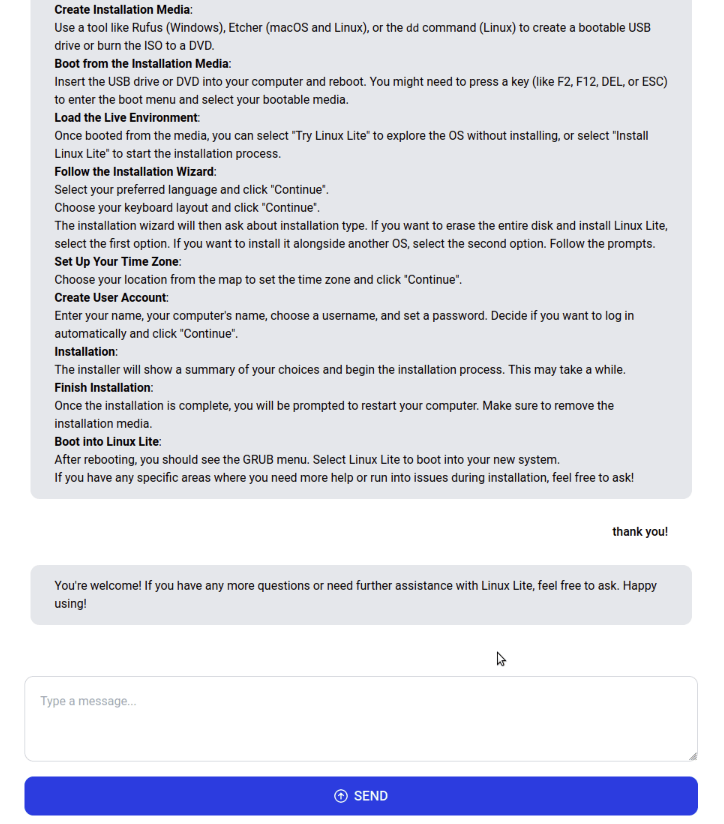 Create Installation Media:
Use a tool like Rufus (Windows), Etcher (macOS and Linux), or the dd command (Linux) to create a bootable USB
drive or burn the ISO to a DVD.
Boot from the Installation Media:
Insert the USB drive or DVD into your computer and reboot. You might need to press a key (like F2, F12, DEL, or ESC)
to enter the boot menu and select your bootable media.
Load the Live Environment:
Once booted from the media, you can select "Try Linux Lite" to explore the OS without installing, or select "Install
Linux Lite" to start the installation process.
Follow the Installation Wizard:
Select your preferred language and click "Continue".
Choose your keyboard layout and click "Continue".
The installation wizard will then ask about installation type. If you want to erase the entire disk and install Linux Lite,
select the first option. If you want to install it alongside another OS, select the second option. Follow the prompts.
Set Up Your Time Zone:
Choose your location from the map to set the time zone and click "Continue".
Create User Account:
Enter your name, your computer's name, choose a username, and set a password. Decide if you want to log in
automatically and click "Continue".
Installation:
The installer will show a summary of your choices and begin the installation process. This may take a while.
Finish Installation:
Once the installation is complete, you will be prompted to restart your computer. Make sure to remove the
installation media.
Boot into Linux Lite:
After rebooting, you should see the GRUB menu. Select Linux Lite to boot into your new system.
If you have any specific areas where you need more help or run into issues during installation, feel free to ask!
thank you!
You're welcome! If you have any more questions or need further assistance with Linux Lite, feel free to ask. Happy
using!
Type a message...
SEND